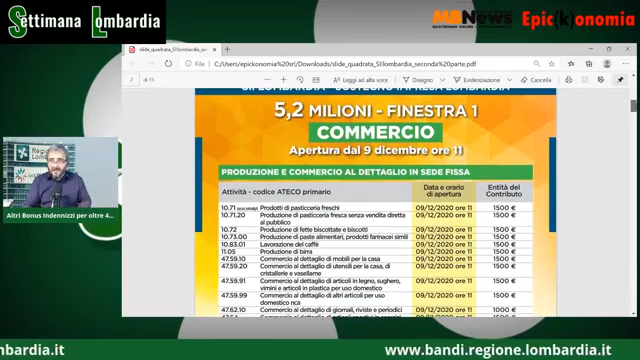 Settimana Lombardia
MBNews
Epic(k)onomia
slide_quadrata_SI!lombardia_seconda
File
C:/Users/epickonomia%20srl/Downloads/slide_quadrata_SI!lombardia_seconda%20parte.pdf
2 di 13
Leggi ad alta voce
Disegno
Evidenziazione
Cancella
SI! LOMBARDIA - SOSTEGNO IMPRESA LOMBARDIA
5,2 MILIONI - FINESTRA 1
COMMERCIO
Apertura dal 9 dicembre ore 11
PRODUZIONE E COMMERCIO AL DETTAGLIO IN SEDE FISSA
Attività - codice ATECO primario Data e orario di apertura Entità del Contributo
10.71 Prodotti di pasticceria freschi 09/12/2020 ore 11 1500 €
10.71.20 Produzione di pasticceria fresca senza vendita diretta al pubblico 09/12/2020 ore 11 1500 €
10.72 Produzione di fette biscottate e biscotti 09/12/2020 ore 11 1500 €
10.73.00 Produzione di paste alimentari, prodotti farinacei simili 09/12/2020 ore 11 1500 €
10.83.01 Lavorazione del caffè 09/12/2020 ore 11 1500 €
11.05 Produzione di birra 09/12/2020 ore 11 1500 €
47.59.10 Commercio al dettaglio di mobili per la casa 09/12/2020 ore 11 1500 €
47.59.20 Commercio al dettaglio di utensili per la casa, di cristallerie e vasellame 09/12/2020 ore 11 1500 €
47.59.91 Commercio al dettaglio di articoli in legno, sughero, vimini e articoli in plastica per uso domestico 09/12/2020 ore 11 1500 €
47.59.99 Commercio al dettaglio di altri articoli per uso domestico nca 09/12/2020 ore 11 1500 €
47.62.10 Commercio al dettaglio di giornali, riviste e periodici 09/12/2020 ore 11 1000 €
Altri Bonus Indennizzi per oltre 4...
it
www.bandi.regione.lombardia.it